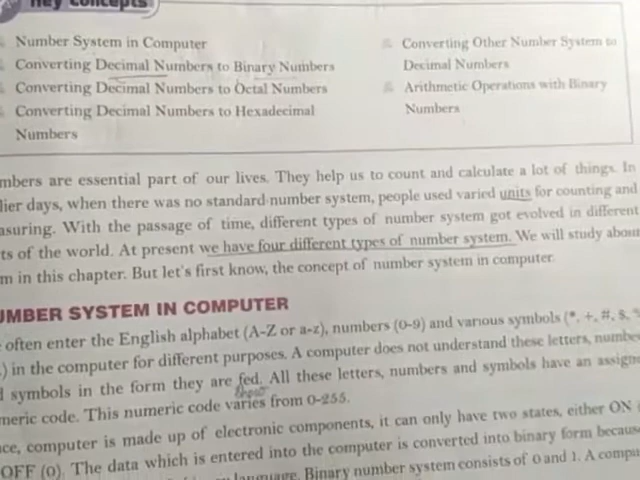 Key Concepts
Number System in Computer
Converting Decimal Numbers to Binary Numbers
Converting Decimal Numbers to Octal Numbers
Converting Decimal Numbers to Hexadecimal
Numbers
Converting Other Number System to
Decimal Numbers
Arithmetic Operations with Binary
Numbers
mbers are essential part of our lives. They help us to count and calculate a lot of things. In
lier days, when there was no standard number system, people used varied units for counting and
asuring. With the passage of time, different types of number system got evolved in different
ts of the world. At present we have four different types of number system. We will study about
m in this chapter. But let's first know, the concept of number system in computer.
UMBER SYSTEM IN COMPUTER
often enter the English alphabet (A-Z or a-z), numbers (0-9) and various symbols (*, +, #, $, %
.) in the computer for different purposes. A computer does not understand these letters, numbe
d symbols in the form they are fed. All these letters, numbers and symbols have an assigne
meric code. This numeric code varies from 0-255.
ce, computer is made up of electronic components, it can only have two states, either ON
OFF (0). The data which is entered into the computer is converted into binary form because
language. Binary number system consists of 0 and 1. A compu